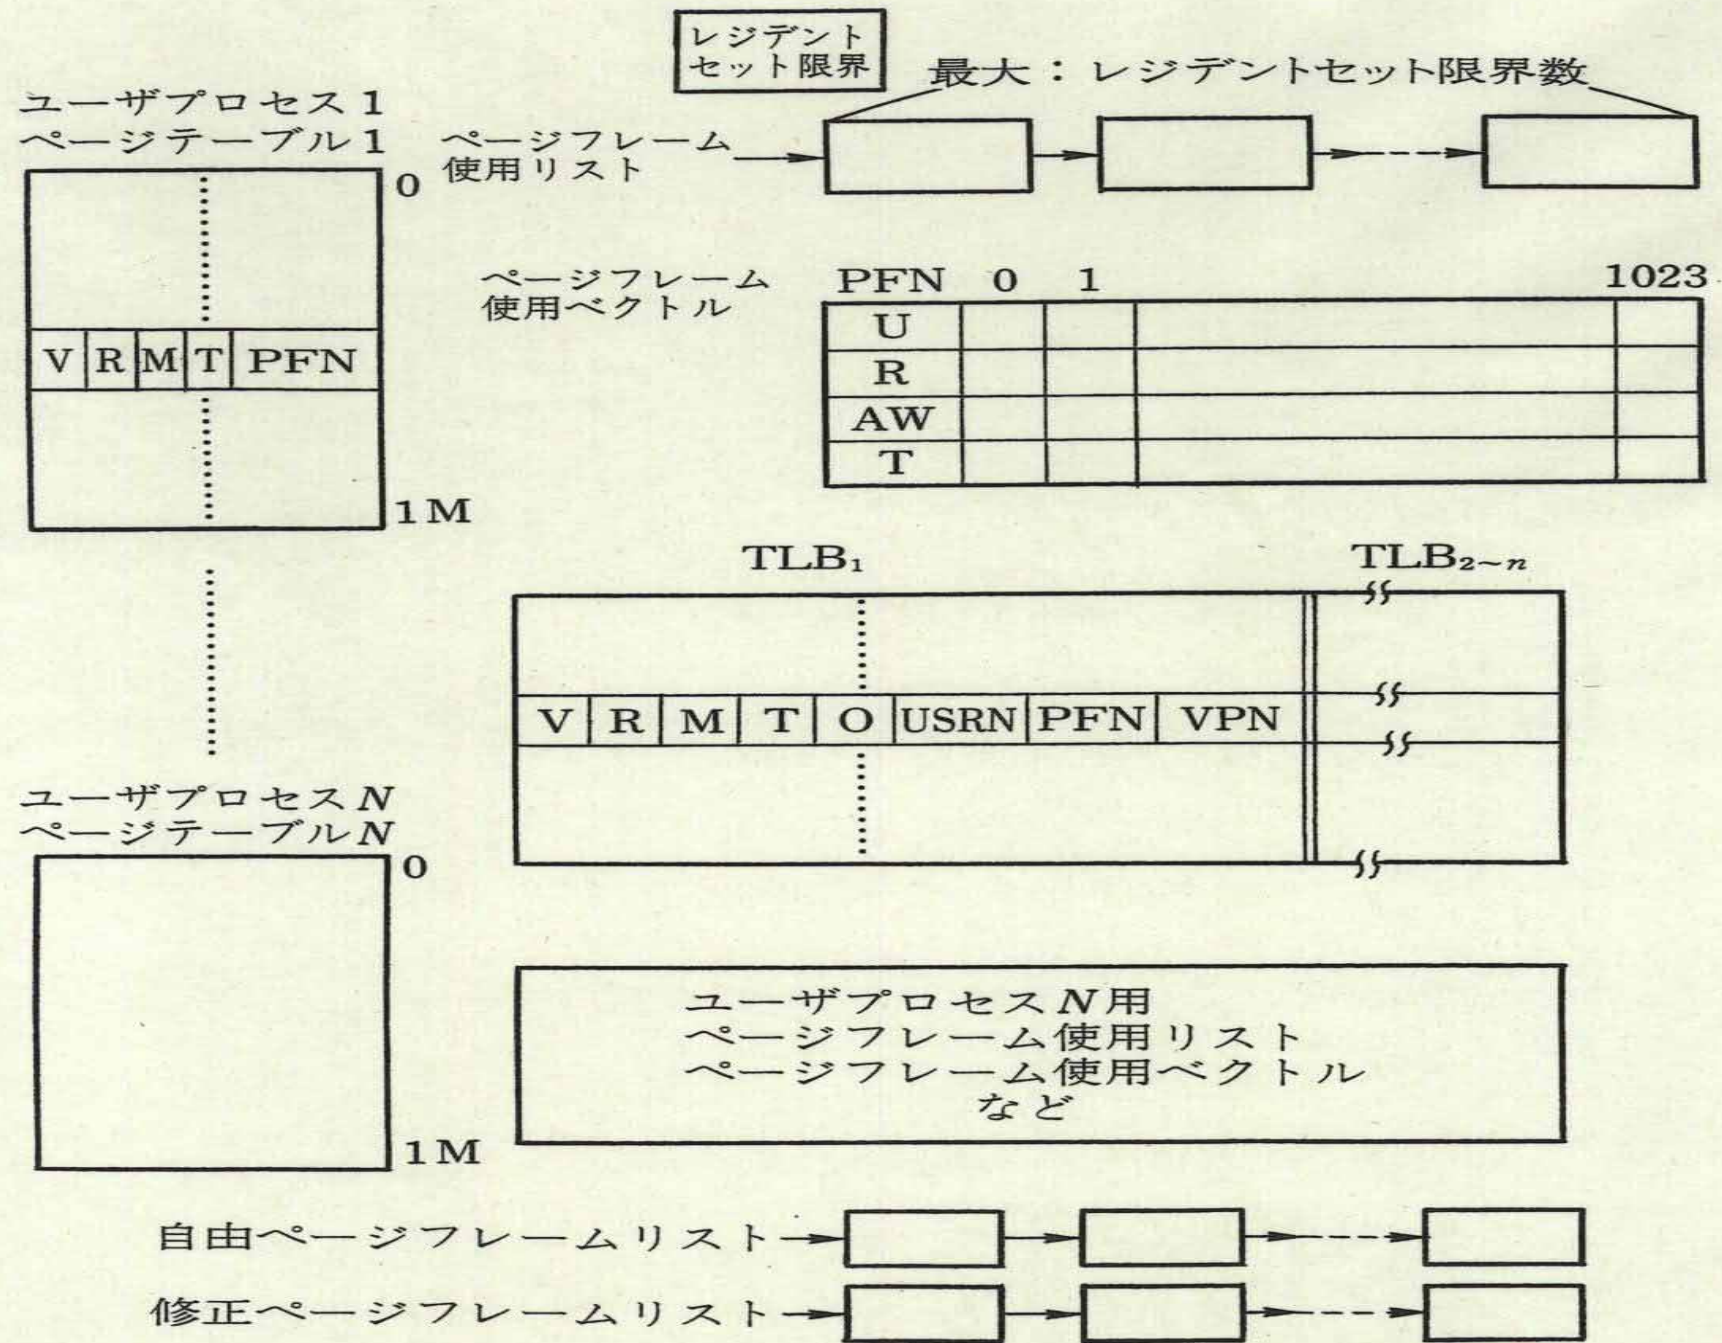 レジデント
セット限界
最大：レジデントセット限界数
ユーザプロセス1
ページテーブル1
0
V R M T PFN
1M
ページフレーム
使用リスト
ページフレーム
使用ベクトル
PFN 0 1 1023
U
R
AW
T
TLB₁ TLB₂~ₙ
V R M T O USRN PFN VPN
ユーザプロセスN
ページテーブルN
0
1M
ユーザプロセスN用
ページフレーム使用リスト
ページフレーム使用ベクトル
など
自由ページフレームリスト
修正ページフレームリスト